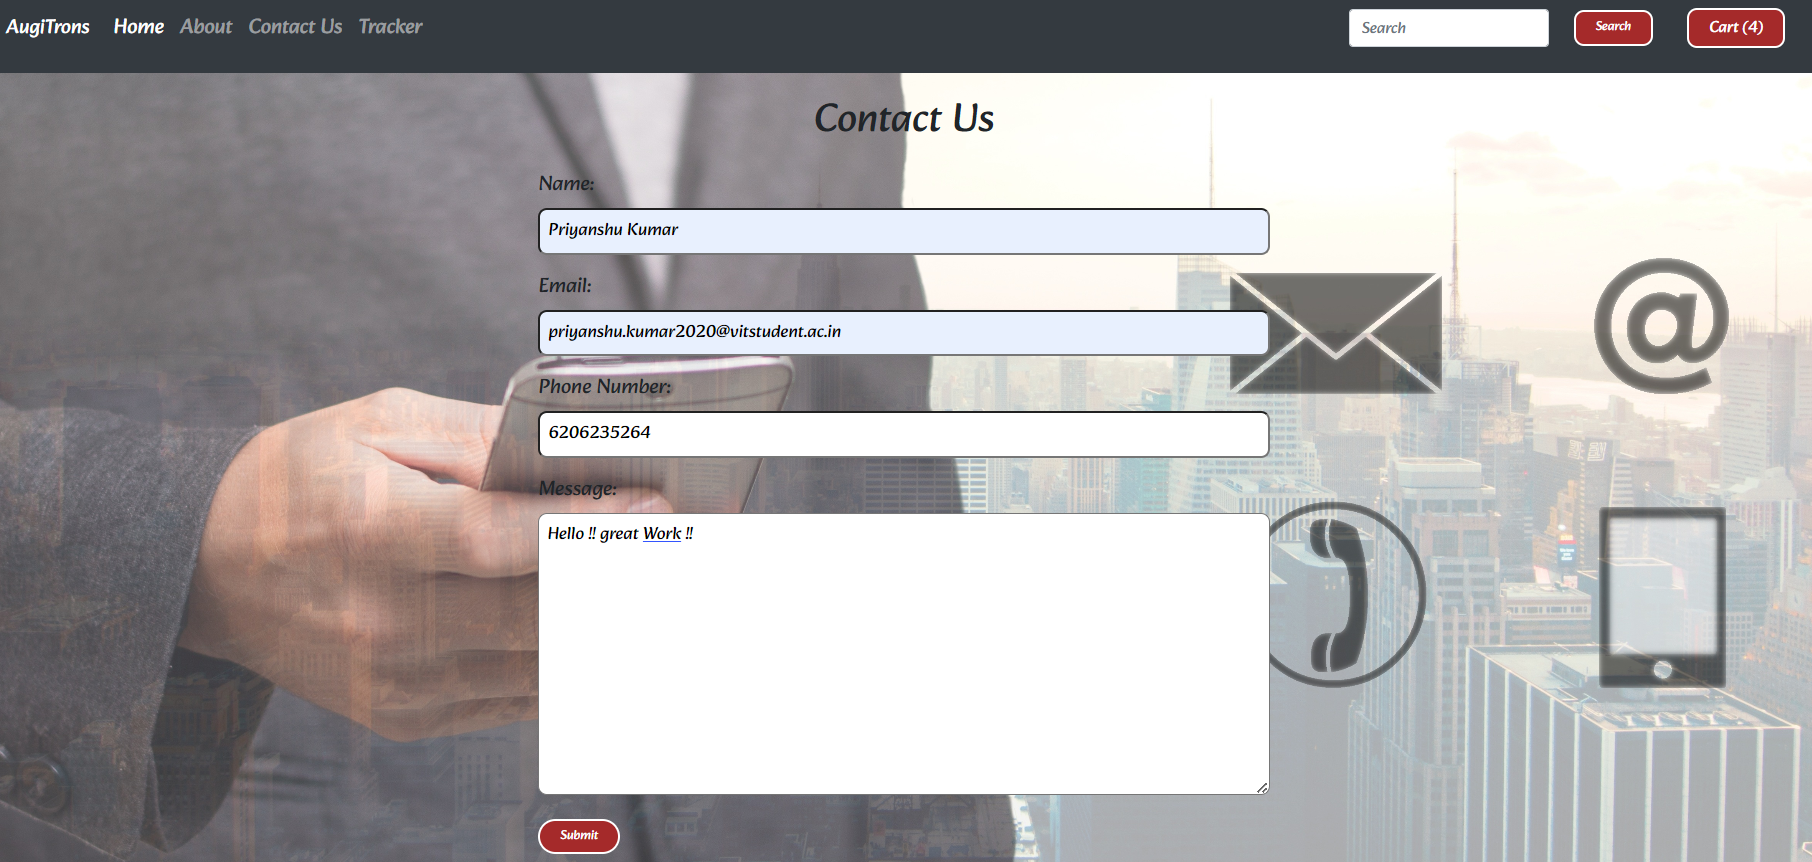 AugiTrons Home About Contact Us Tracker Search Search Cart (4)
Contact Us
Name:
Priyanshu Kumar
Email:
priyanshu.kumar2020@vitstudent.ac.in
Phone Number:
6206235264
Message:
Hello !! great Work !!
@
Submit